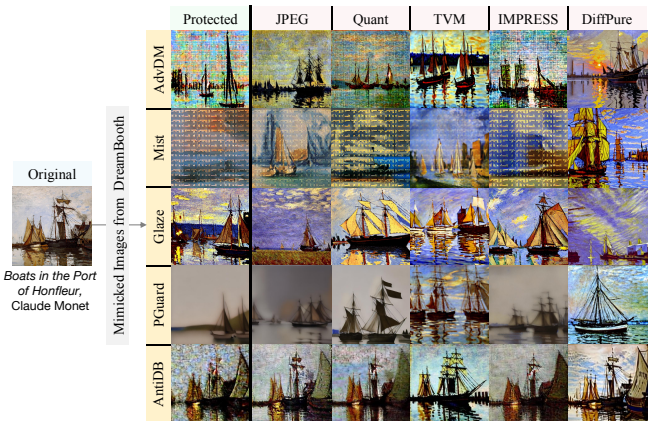 Protected JPEG Quant TVM IMPRESS DiffPure
AdvDM
Mist
Glaze
PGuard
AntiDB
Mimicked Images from DreamBooth
Original
Boats in the Port
of Honfleur,
Claude Monet